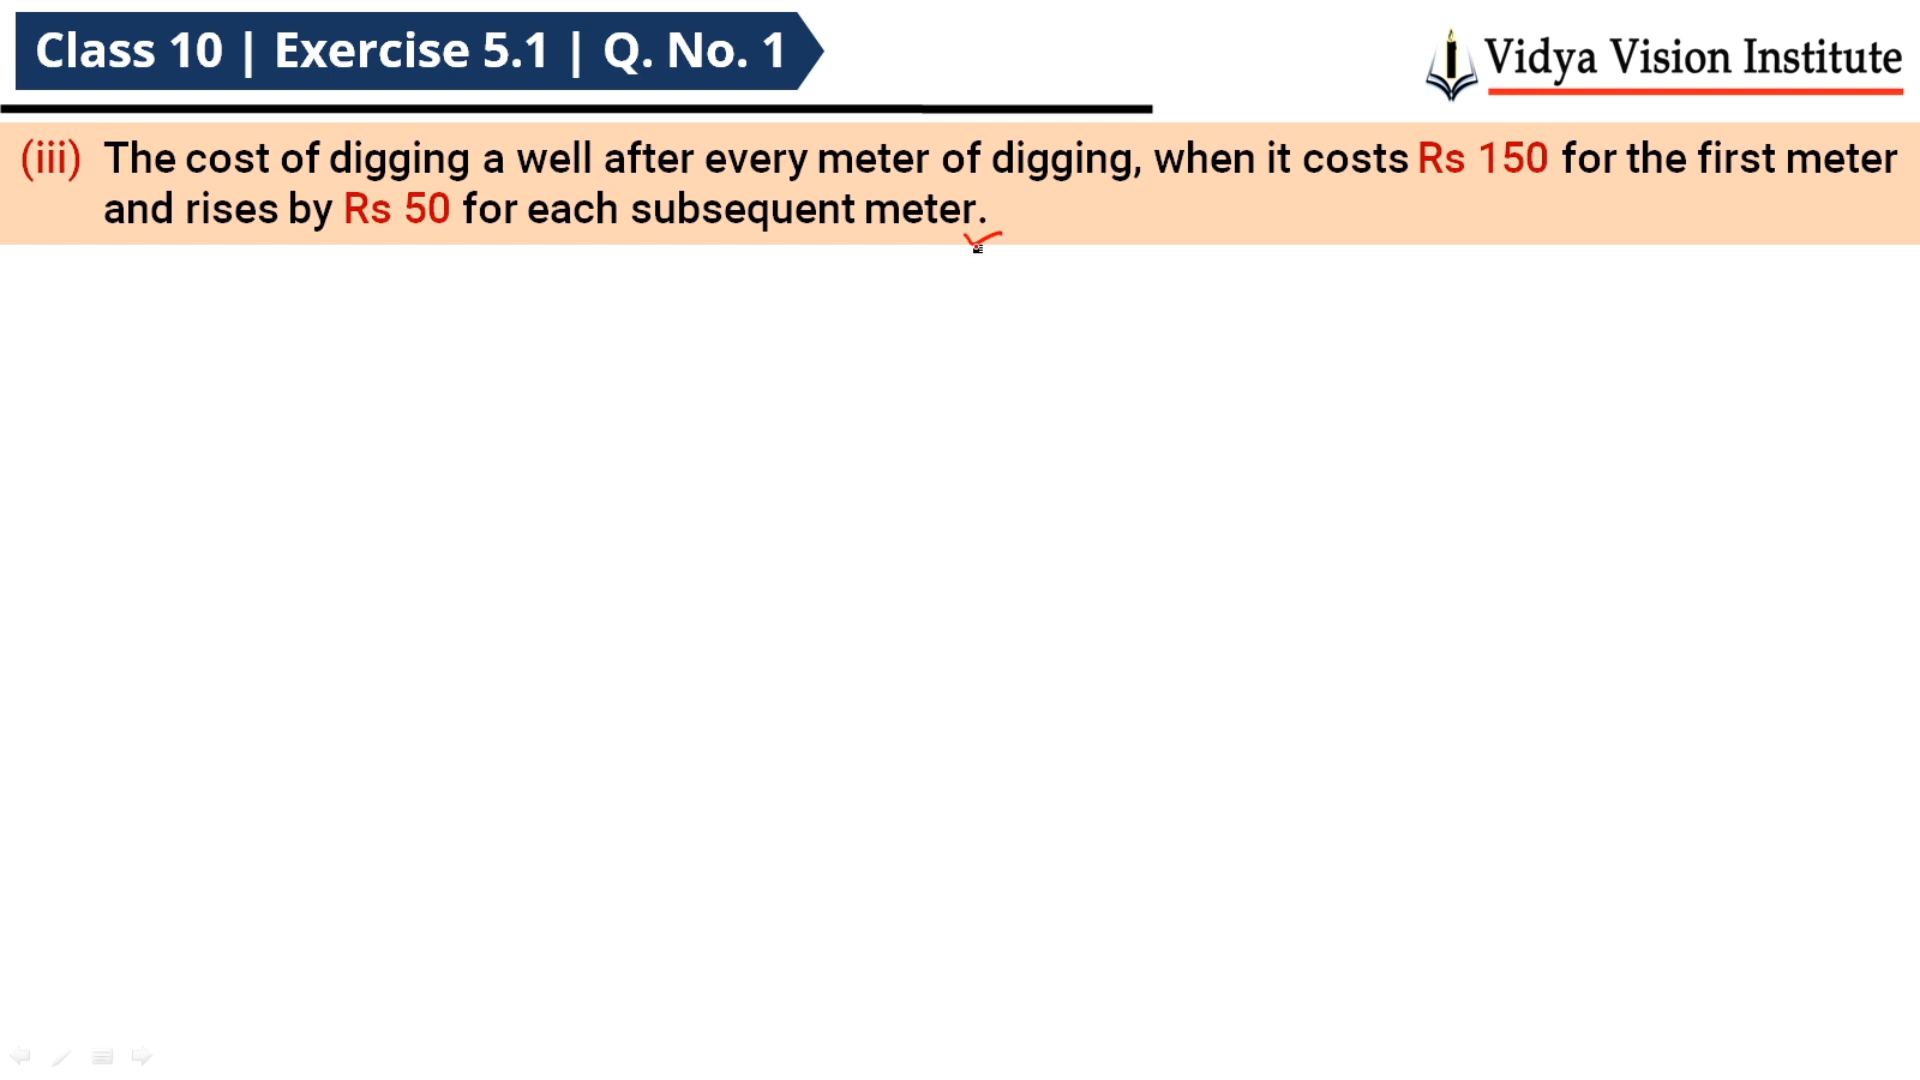 Class 10 | Exercise 5.1 | Q. No. 1
Vidya Vision Institute
(iii) The cost of digging a well after every meter of digging, when it costs Rs 150 for the first meter
and rises by Rs 50 for each subsequent meter.